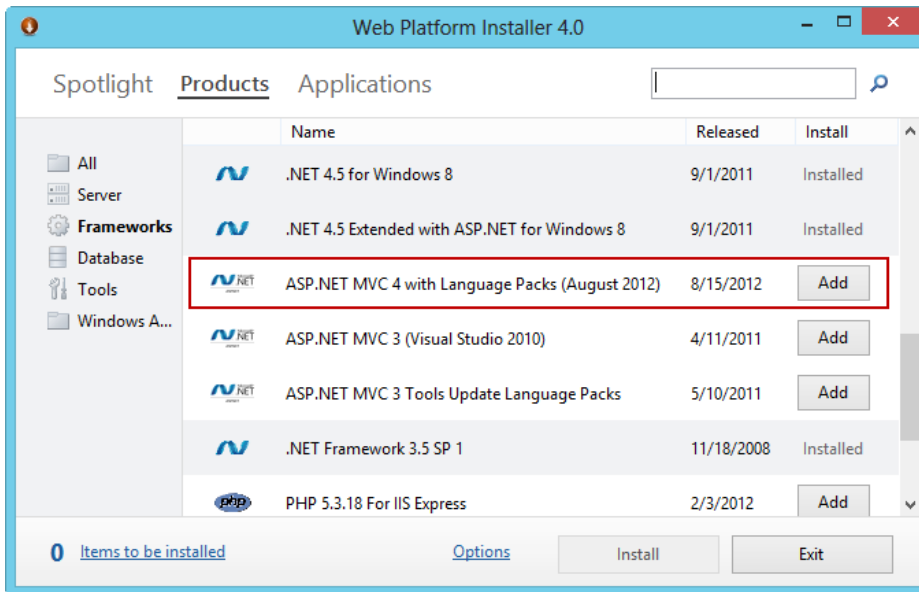 Web Platform Installer 4.0
Spotlight Products Applications
Name Released Install
All
Server
Frameworks
Database
Tools
Windows A...
.NET 4.5 for Windows 8 9/1/2011 Installed
.NET 4.5 Extended with ASP.NET for Windows 8 9/1/2011 Installed
ASP.NET MVC 4 with Language Packs (August 2012) 8/15/2012 Add
ASP.NET MVC 3 (Visual Studio 2010) 4/11/2011 Add
ASP.NET MVC 3 Tools Update Language Packs 5/10/2011 Add
.NET Framework 3.5 SP 1 11/18/2008 Installed
php PHP 5.3.18 For IIS Express 2/3/2012 Add
0 Items to be installed Options Install Exit